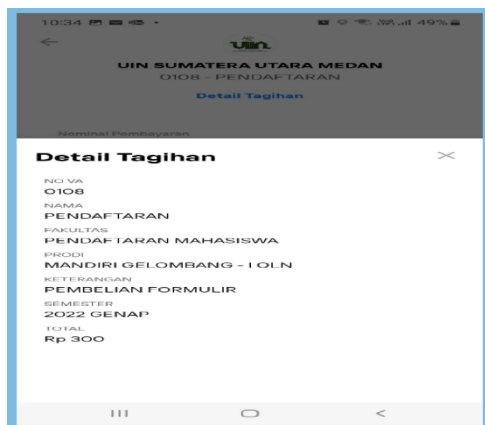 10:34
49%
uin
UIN SUMATERA UTARA MEDAN
0108 - PENDAFTARAN
Detail Tagihan
Nominal Pembayaran
Detail Tagihan
NO VA
0108
NAMA
PENDAFTARAN
FAKULTAS
PENDAFTARAN MAHASISWA
PRODI
MANDIRI GELOMBANG - I OLN
KETERANGAN
PEMBELIAN FORMULIR
SEMESTER
2022 GENAP
TOTAL
Rp 300